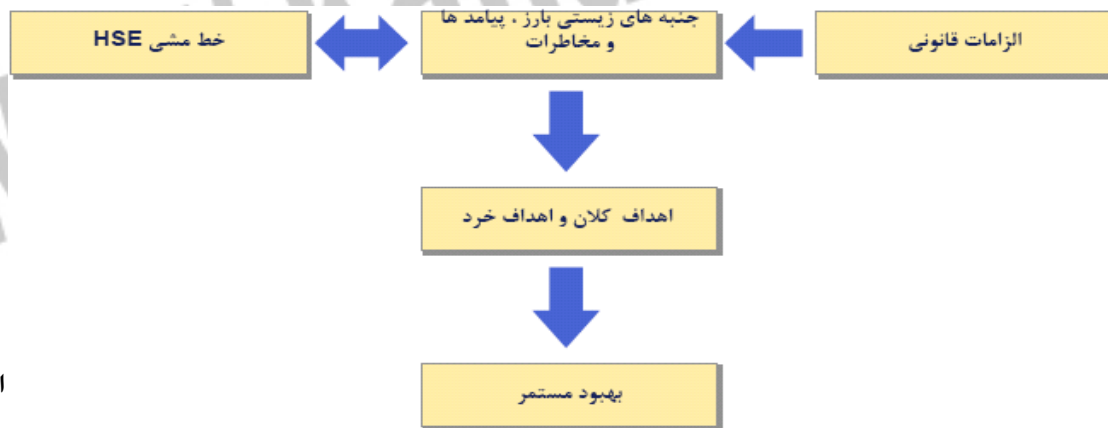 الزامات قانونی
جنبه های زیستی بارز ، پیامد ها
و مخاطرات
خط مشی HSE
اهداف کلان و اهداف خرد
بهبود مستمر